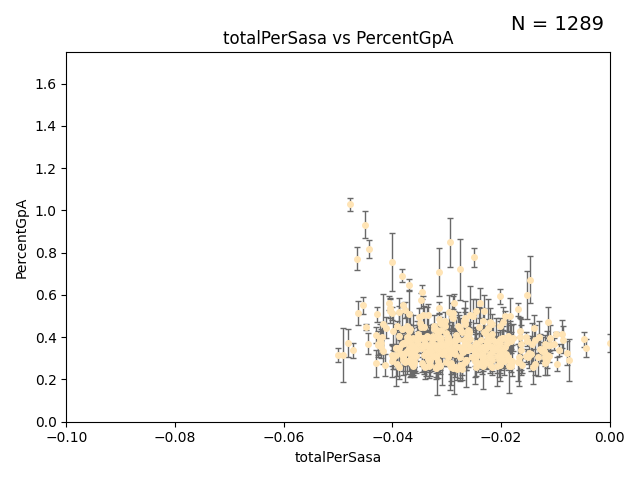 N = 1289
totalPerSasa vs PercentGpA
PercentGpA
1.6
1.4
1.2
1.0
0.8
0.6
0.4
0.2
0.0
−0.10 −0.08 −0.06 −0.04 −0.02 0.00
totalPerSasa